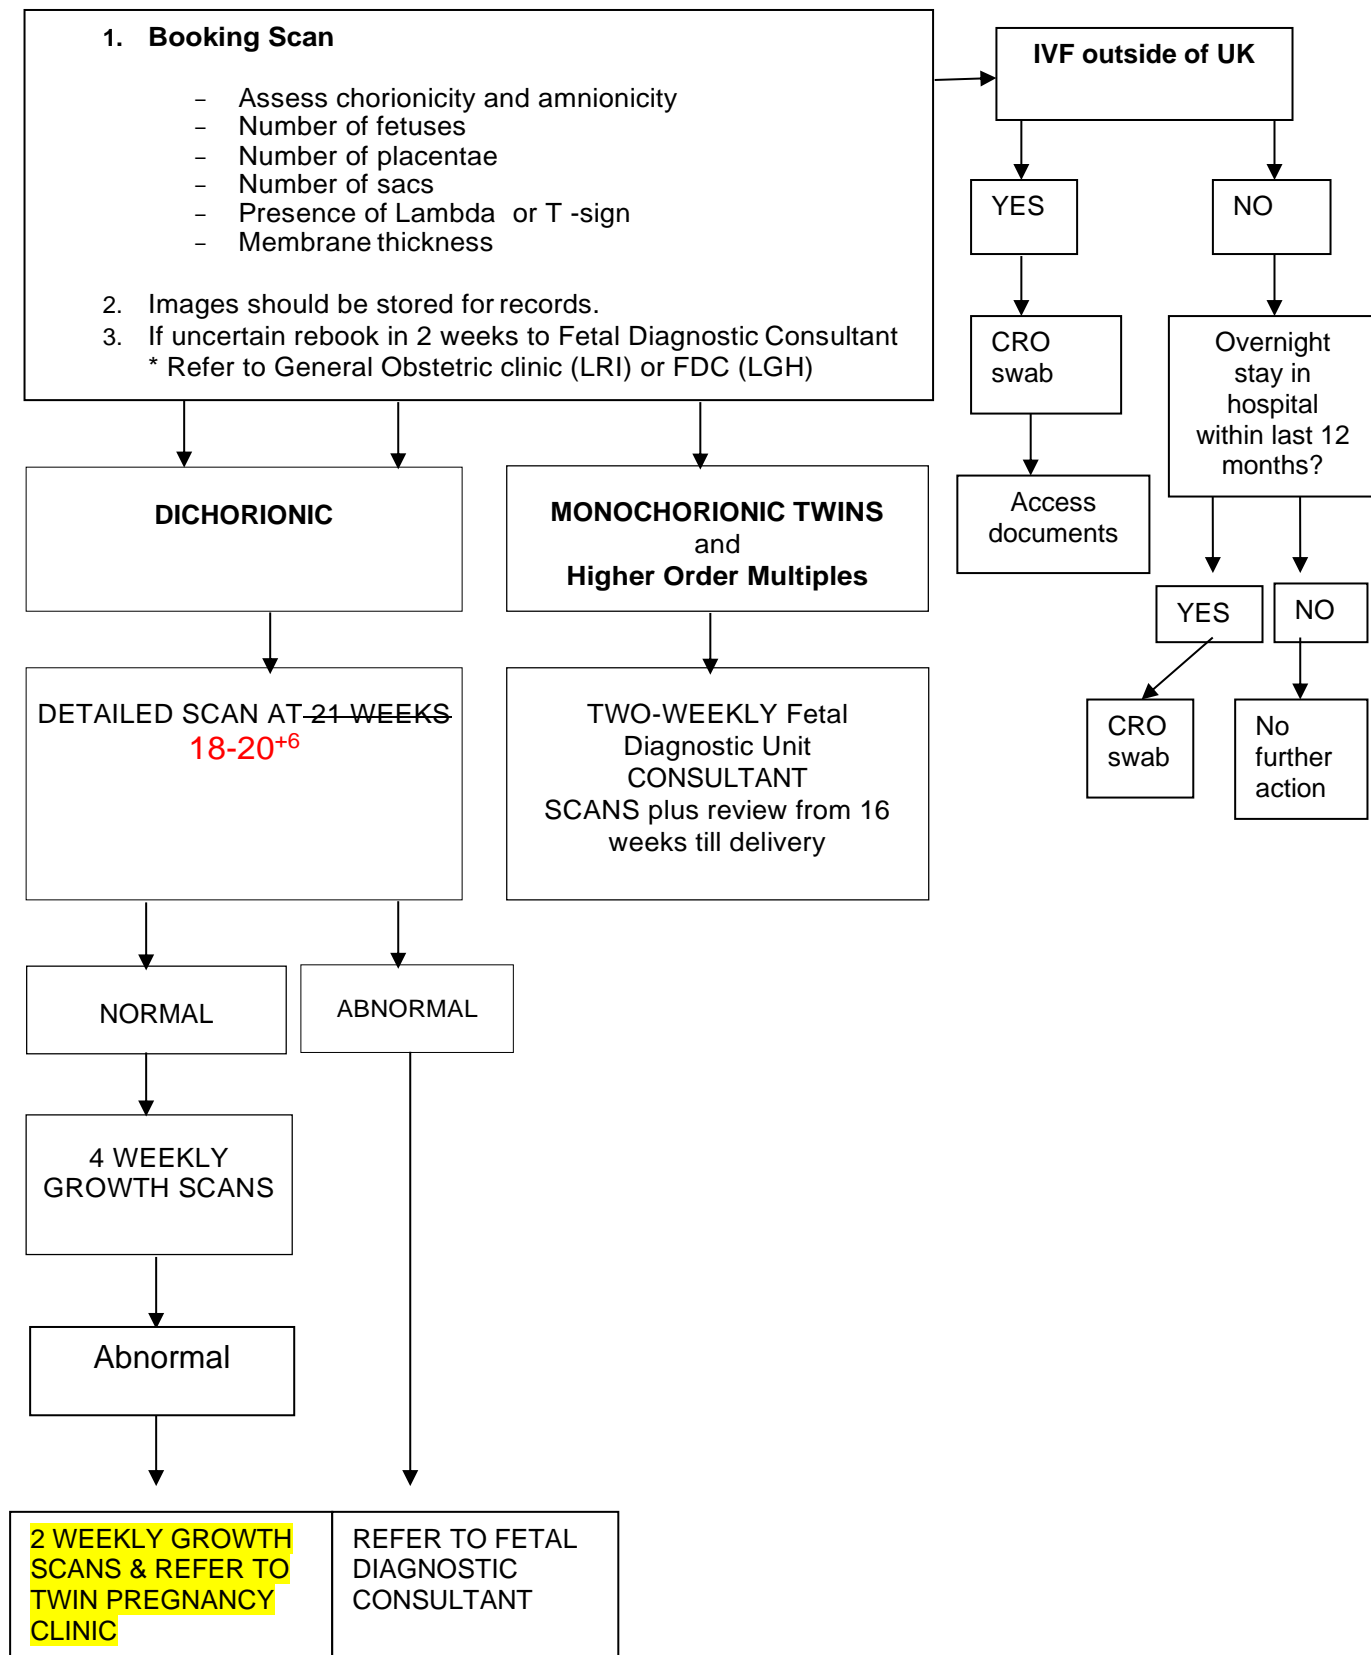 1. Booking Scan
- Assess chorionicity and amnionicity
- Number of fetuses
- Number of placentae
- Number of sacs
- Presence of Lambda or T -sign
- Membrane thickness
2. Images should be stored for records.
3. If uncertain rebook in 2 weeks to Fetal Diagnostic Consultant
* Refer to General Obstetric clinic (LRI) or FDC (LGH)
IVF outside of UK
YES
NO
CRO
swab
Overnight
stay in
hospital
within last 12
months?
Access
documents
YES
NO
CRO
swab
No
further
action
DICHORIONIC
MONOCHORIONIC TWINS
and
Higher Order Multiples
DETAILED SCAN AT 21 WEEKS
18-20+6
TWO-WEEKLY Fetal
Diagnostic Unit
CONSULTANT
SCANS plus review from 16
weeks till delivery
NORMAL
ABNORMAL
4 WEEKLY
GROWTH SCANS
Abnormal
2 WEEKLY GROWTH
SCANS & REFER TO
TWIN PREGNANCY
CLINIC
REFER TO FETAL
DIAGNOSTIC
CONSULTANT